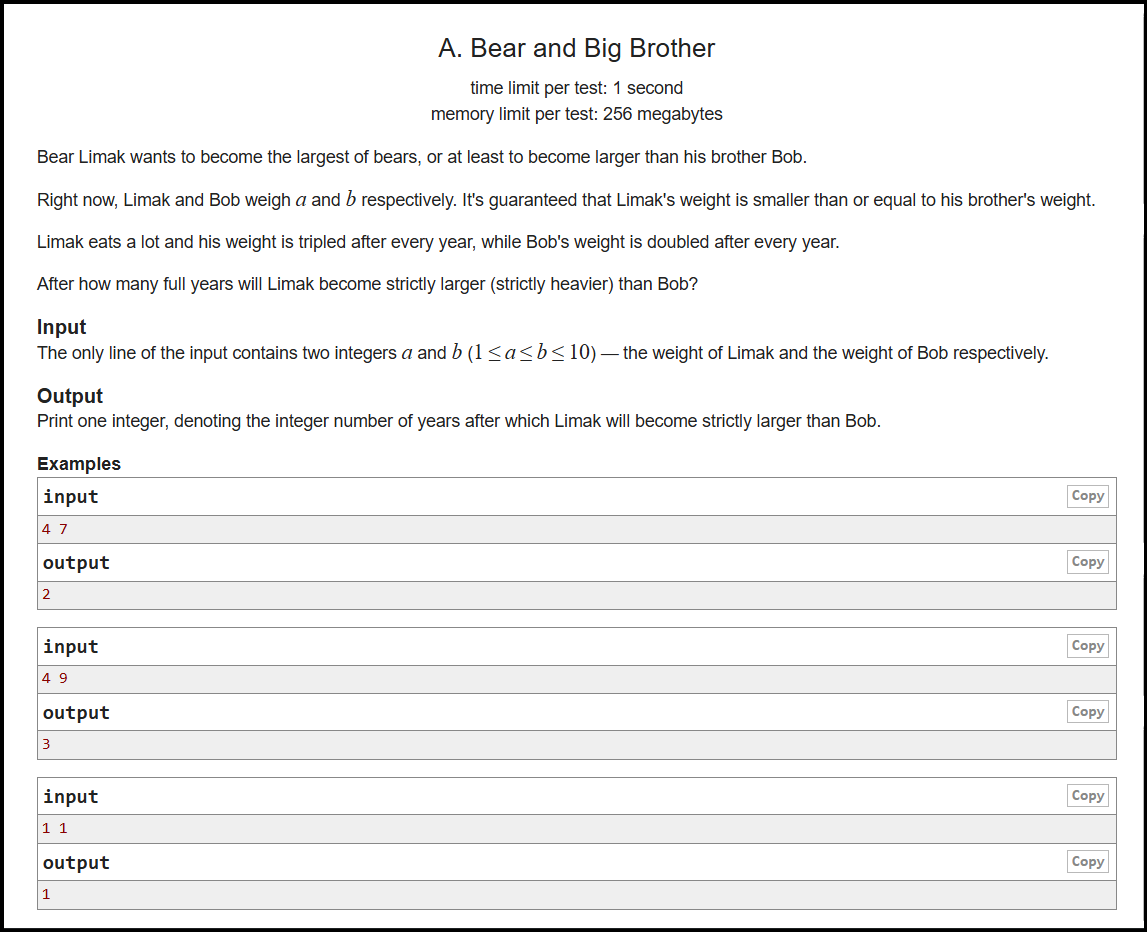 A. Bear and Big Brother
time limit per test: 1 second
memory limit per test: 256 megabytes
Bear Limak wants to become the largest of bears, or at least to become larger than his brother Bob.
Right now, Limak and Bob weigh a and b respectively. It's guaranteed that Limak's weight is smaller than or equal to his brother's weight.
Limak eats a lot and his weight is tripled after every year, while Bob's weight is doubled after every year.
After how many full years will Limak become strictly larger (strictly heavier) than Bob?
Input
The only line of the input contains two integers a and b (1 ≤ a ≤ b ≤ 10) — the weight of Limak and the weight of Bob respectively.
Output
Print one integer, denoting the integer number of years after which Limak will become strictly larger than Bob.
Examples
input Copy
4 7
output Copy
2
input Copy
4 9
output Copy
3
input Copy
1 1
output Copy
1